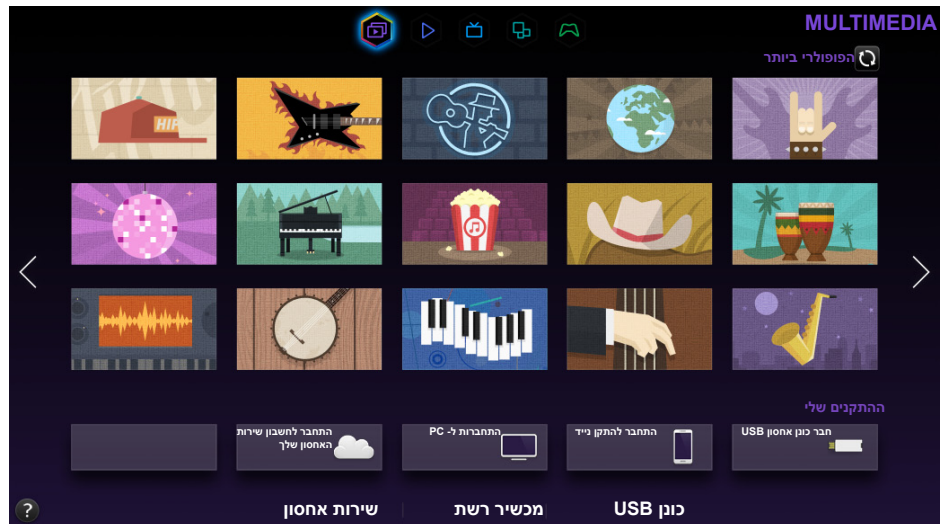 MULTIMEDIA
הפופולרי ביותר
HIP
ההתקנים שלי
חבר כונן אחסון USB
התחבר להתקן נייד
התחברות ל- PC
התחבר לחשבון שירות
האחסון שלך
כונן USB
מכשיר רשת
שירות אחסון
?